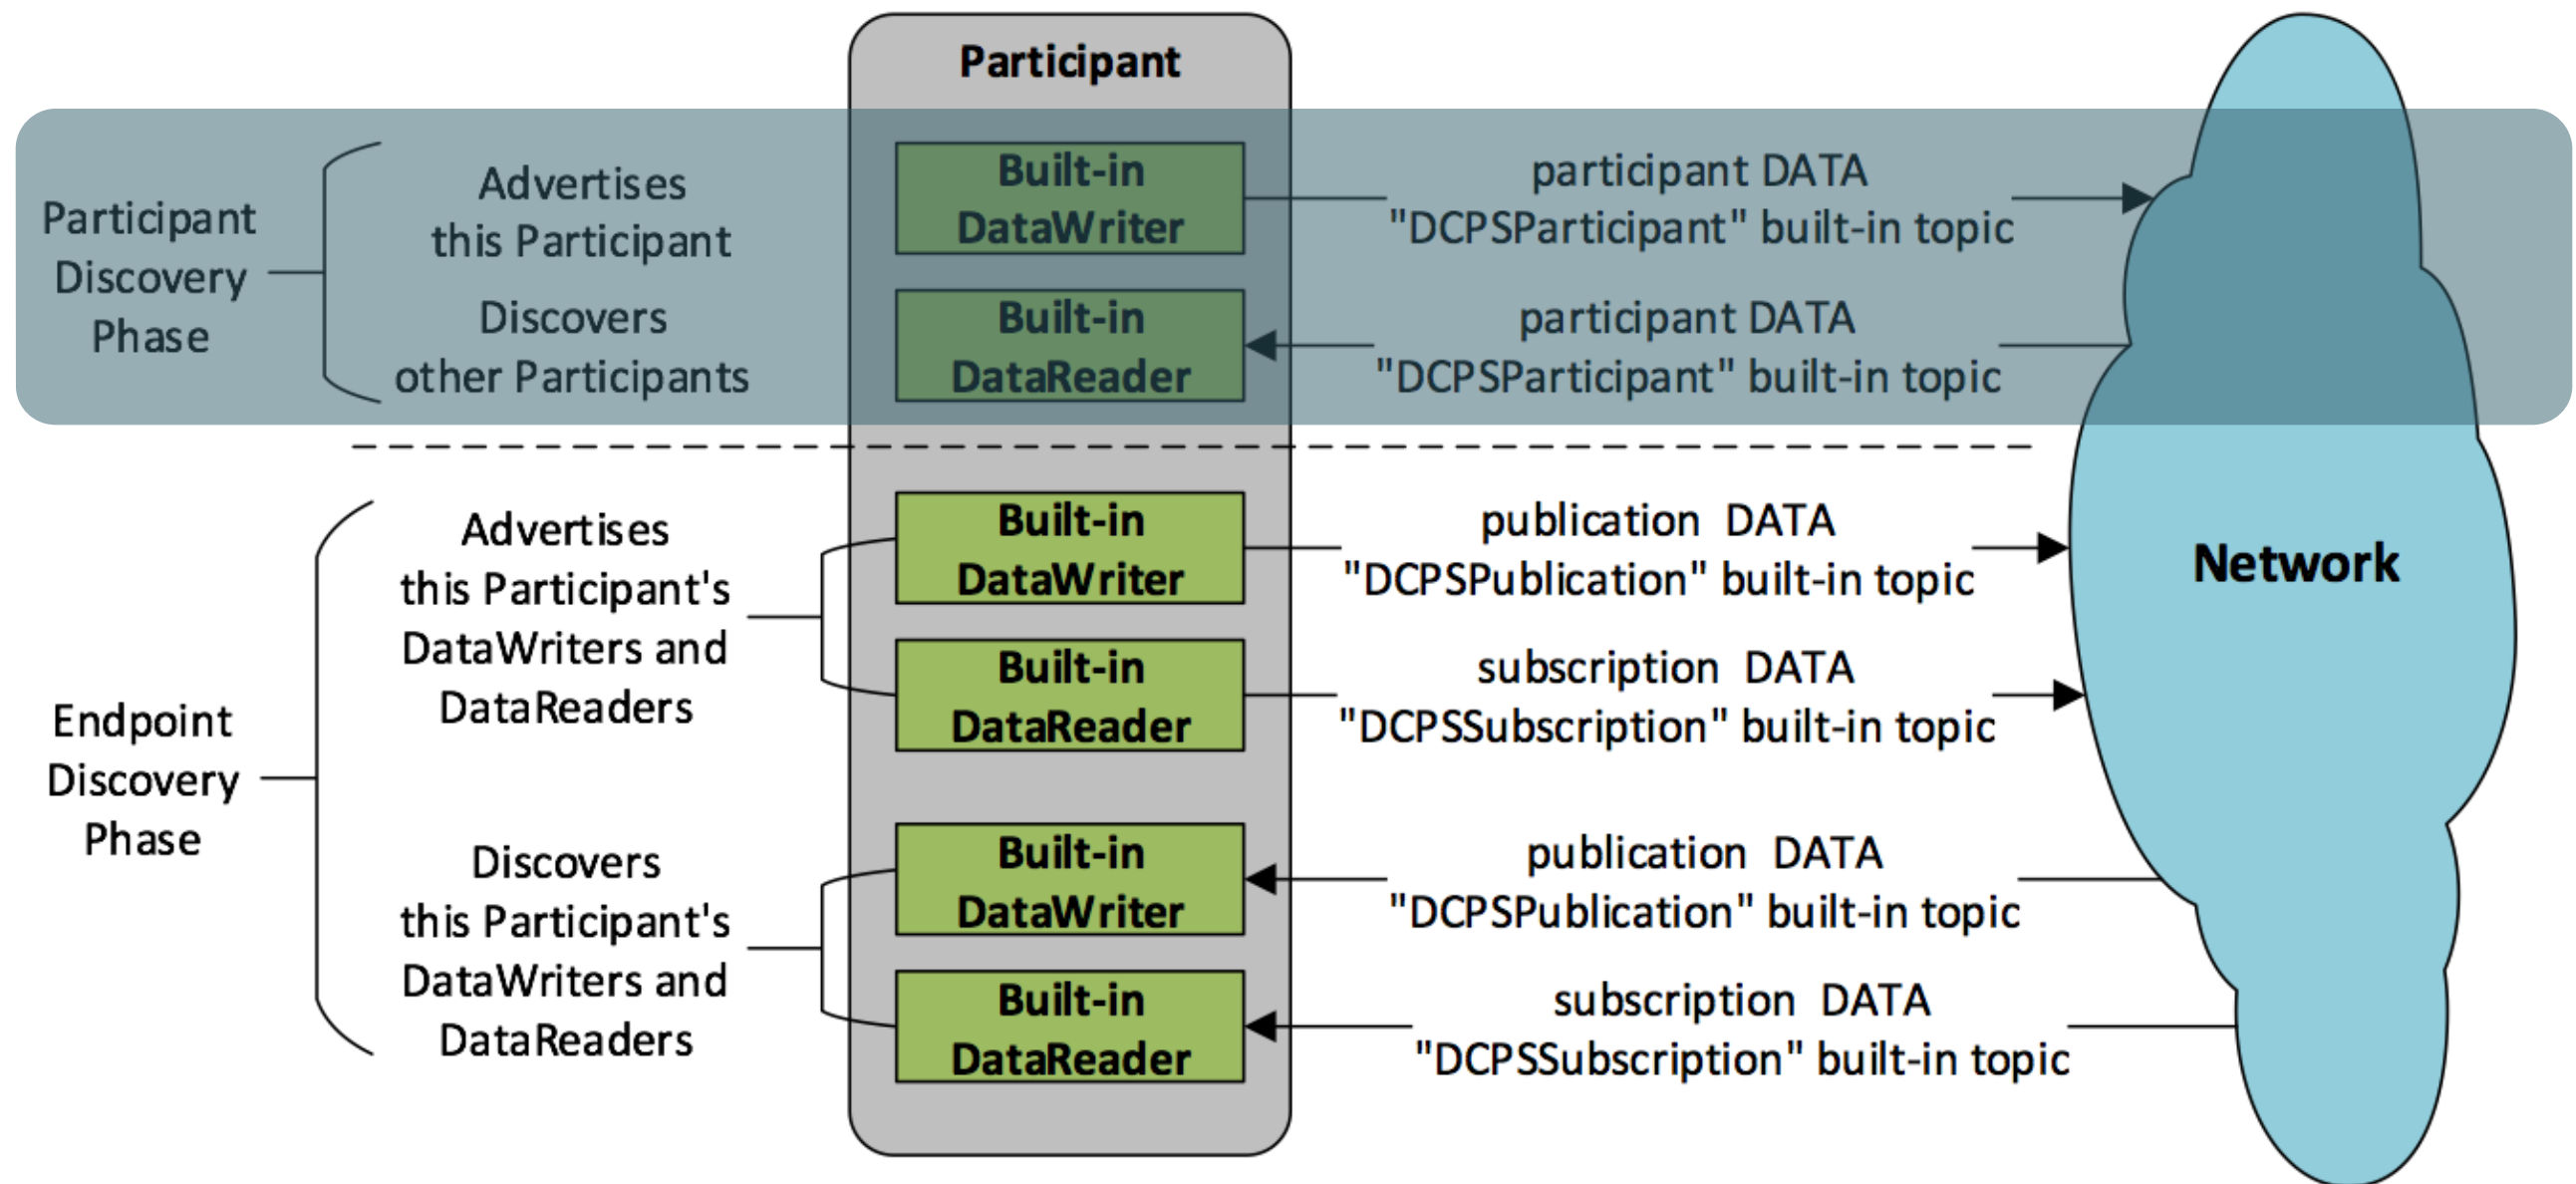 Participant
Participant
Discovery
Phase
Advertises
this Participant
Discovers
other Participants
Built-in
DataWriter
Built-in
DataReader
participant DATA
"DCPSParticipant" built-in topic
participant DATA
"DCPSParticipant" built-in topic
Endpoint
Discovery
Phase
Advertises
this Participant's
DataWriters and
DataReaders
Discovers
this Participant's
DataWriters and
DataReaders
Built-in
DataWriter
Built-in
DataReader
Built-in
DataWriter
Built-in
DataReader
publication DATA
"DCPSPublication" built-in topic
subscription DATA
"DCPSSubscription" built-in topic
publication DATA
"DCPSPublication" built-in topic
subscription DATA
"DCPSSubscription" built-in topic
Network